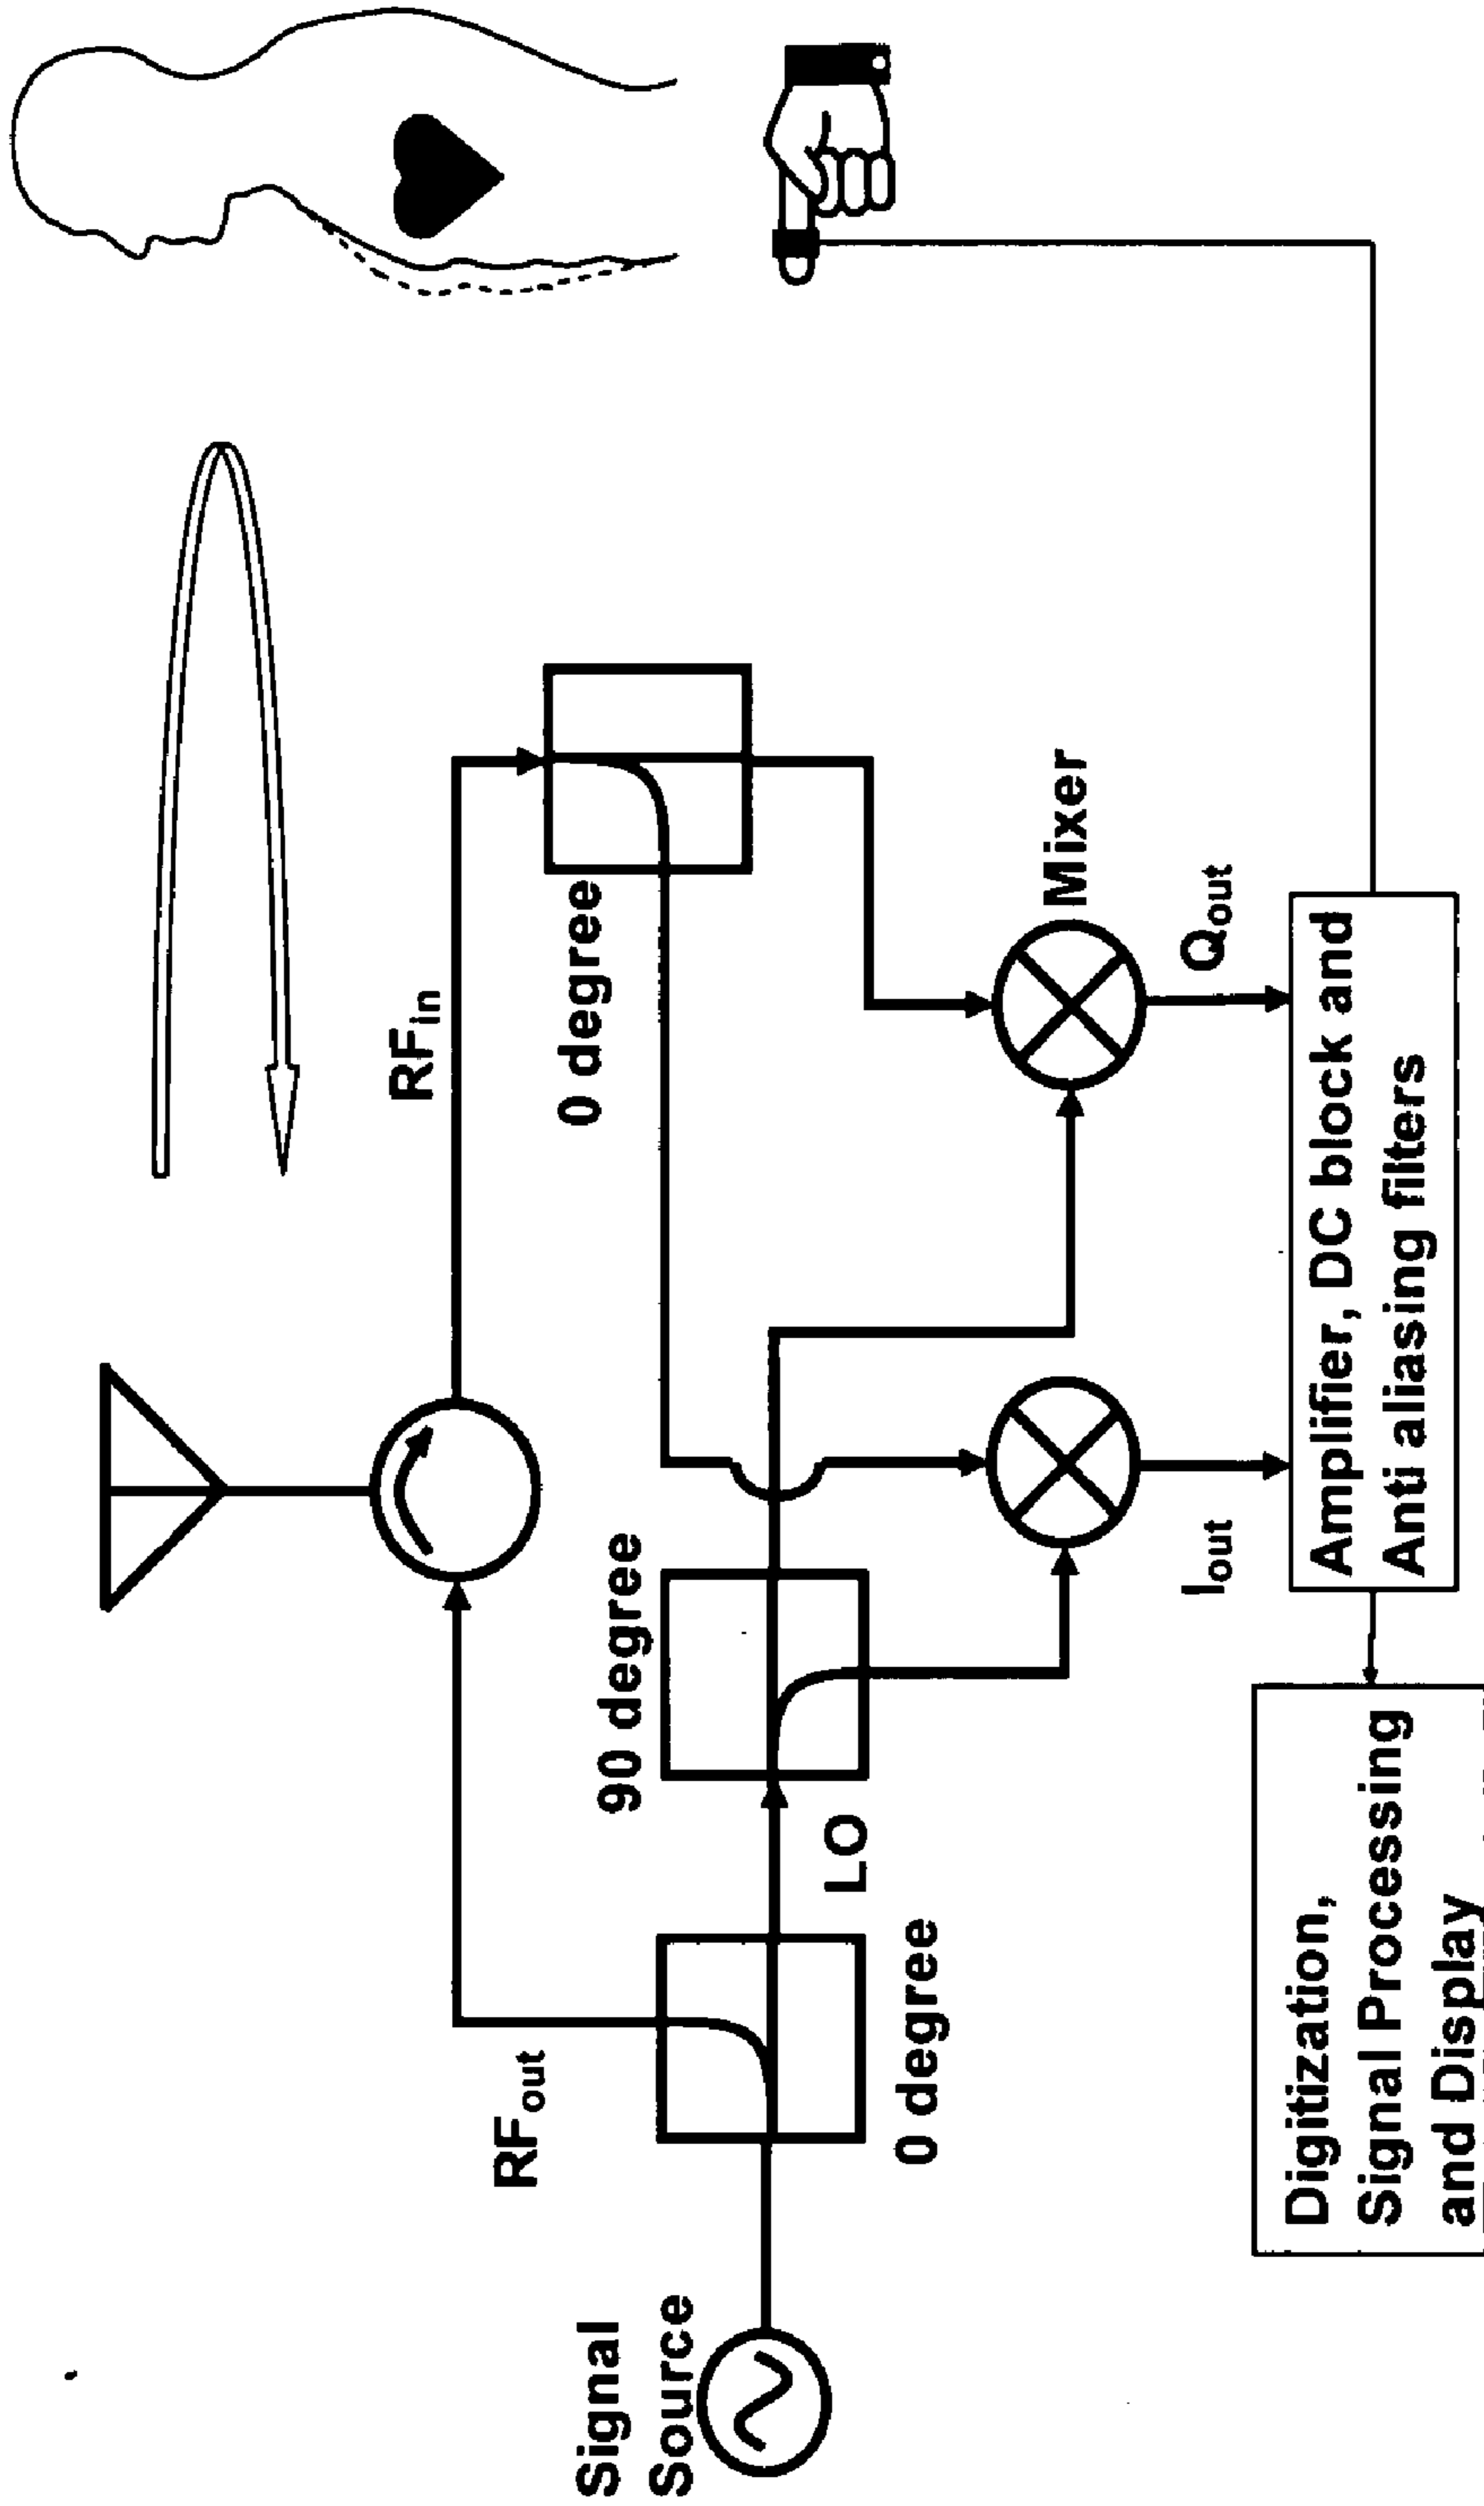 RFin
Signal
Source
RFout
0 degree
LO
90 degree
0 degree
Mixer
Iout
Qout
Digitization,
Signal Processing
and Display
Amplifier, DC block and
Anti aliasing filters